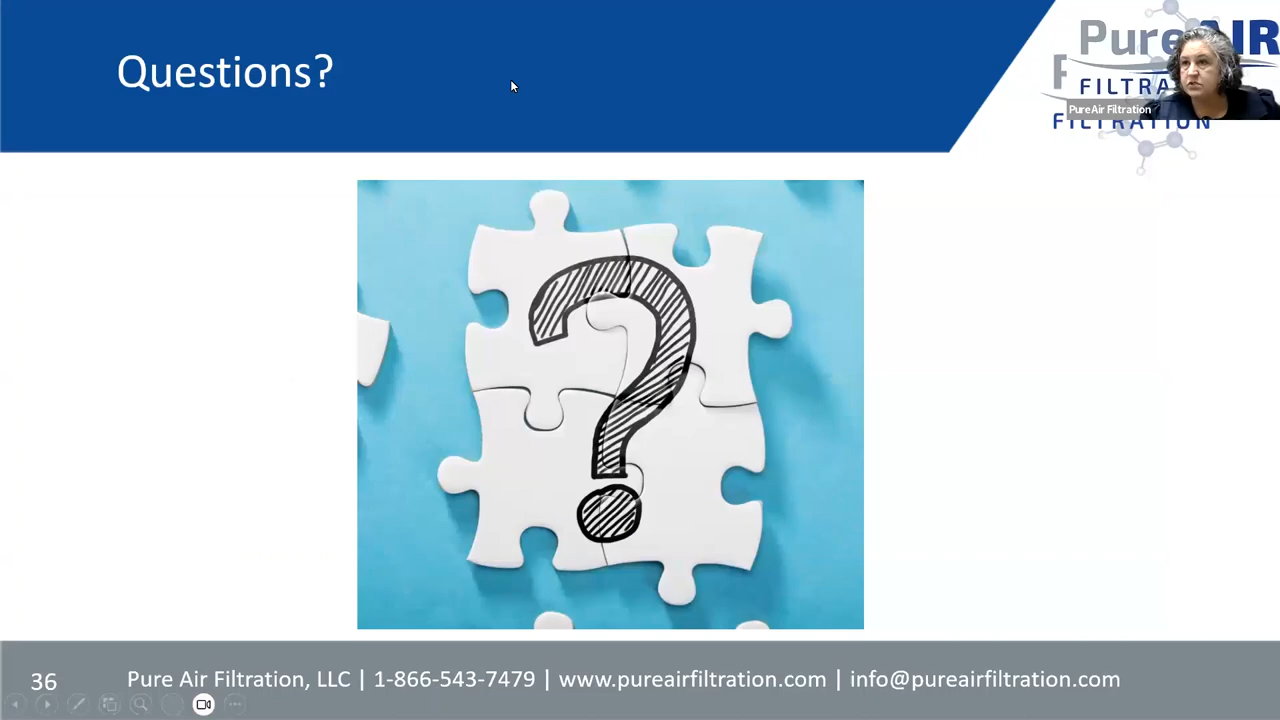 Questions?
PureAIR
FILTRA
PureAir Filtration
FILTRATION
?
36
Pure Air Filtration, LLC | 1-866-543-7479 | www.pureairfiltration.com | info@pureairfiltration.com